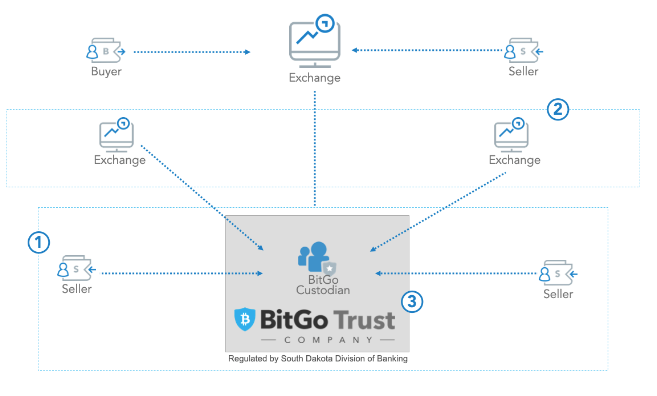 B
Buyer
Exchange
S
Seller
2
Exchange
Exchange
1
S
Seller
BitGo
Custodian
S
Seller
3
BitGo Trust
COMPANY
Regulated by South Dakota Division of Banking